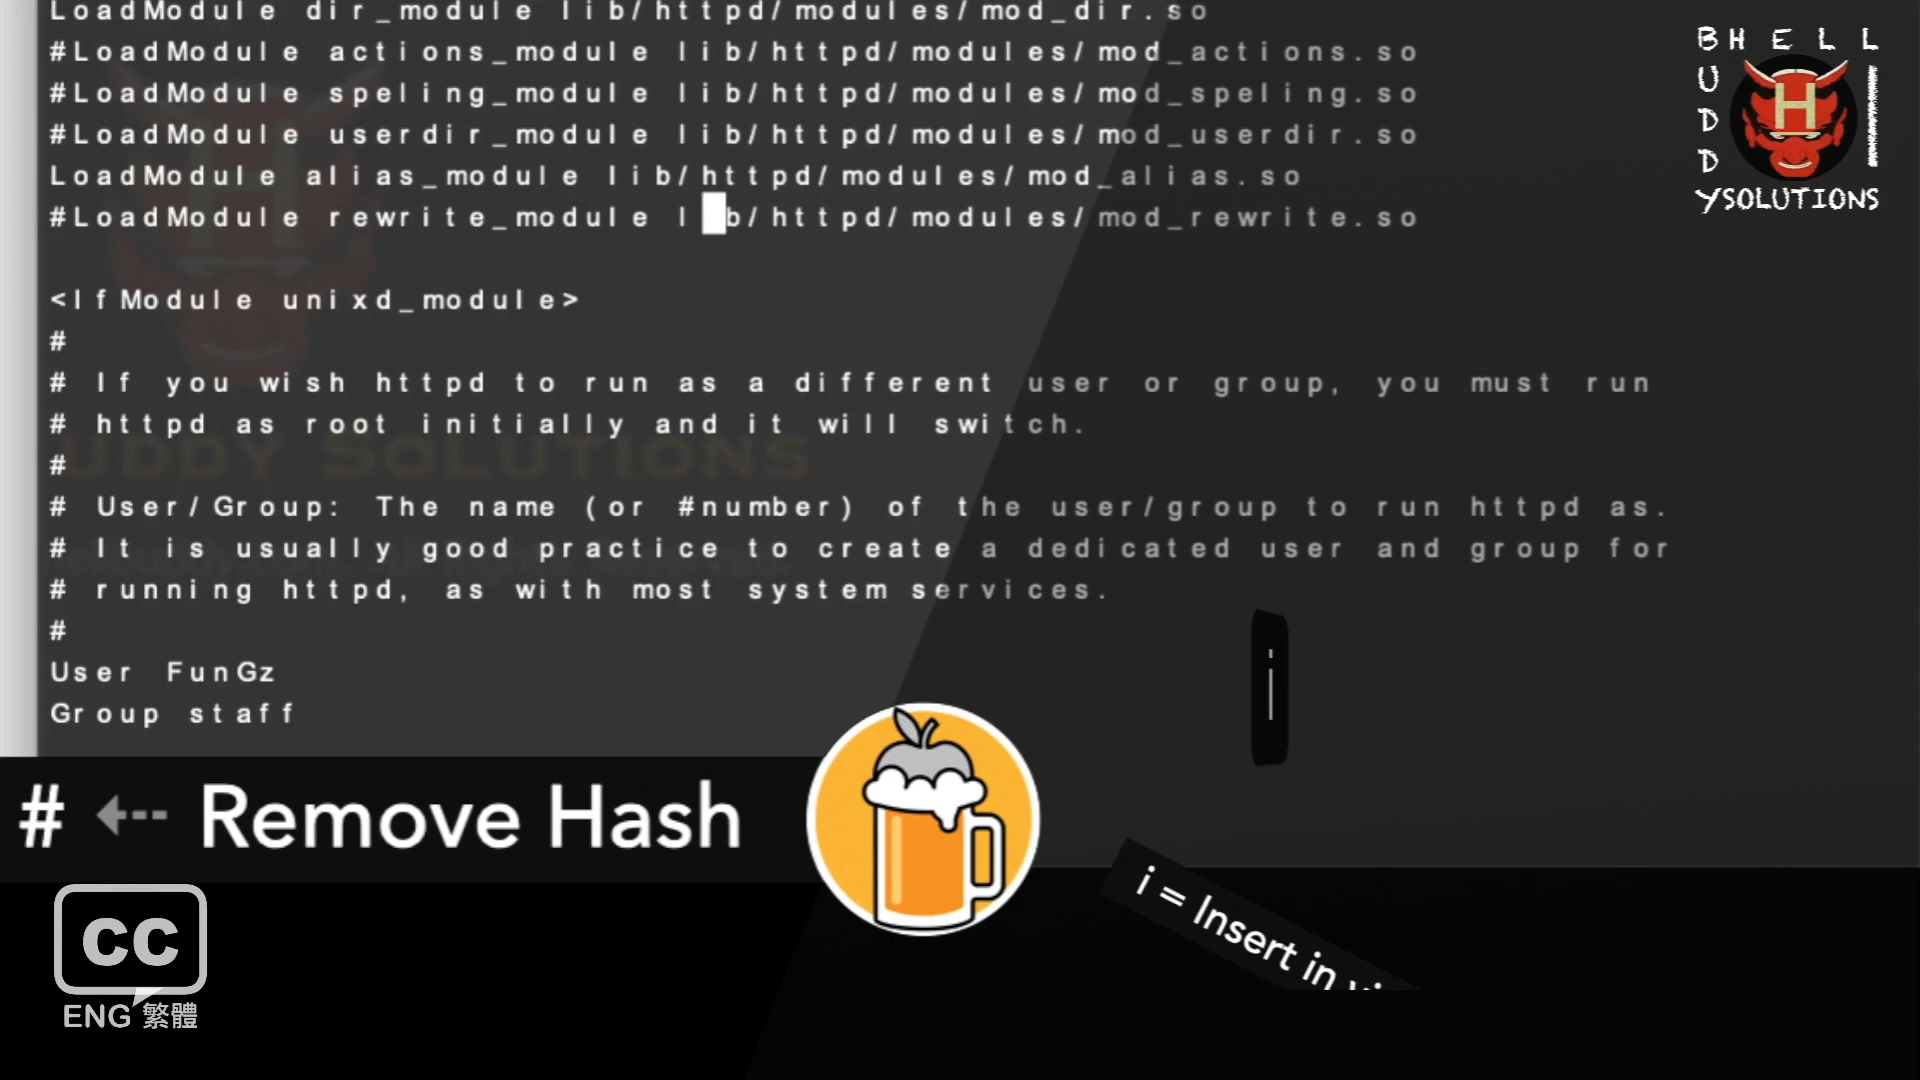 LoadModule dir_module lib/httpd/modules/mod_dir.so
#LoadModule actions_module lib/httpd/modules/mod_actions.so
#LoadModule speling_module lib/httpd/modules/mod_speling.so
#LoadModule userdir_module lib/httpd/modules/mod_userdir.so
LoadModule alias_module lib/httpd/modules/mod_alias.so
#LoadModule rewrite_module l b/httpd/modules/mod_rewrite.so
<IfModule unixd_module>
#
# If you wish httpd to run as a different user or group, you must run
# httpd as root initially and it will switch.
#
# User/Group: The name (or #number) of the user/group to run httpd as.
# It is usually good practice to create a dedicated user and group for
# running httpd, as with most system services.
#
User FunGz
Group staff
# Remove Hash
i
i = Insert in
CC
ENG 繁體
BHELL
BUDD
YSOLUTIONS
H
UDDY SOLUTIONS